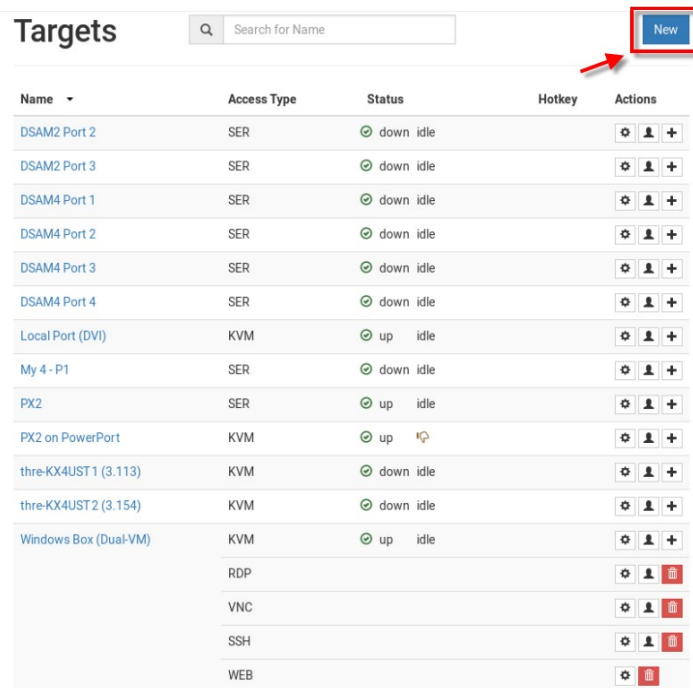 Targets Search for Name New
Name Access Type Status Hotkey Actions
DSAM2 Port 2 SER down idle
DSAM2 Port 3 SER down idle
DSAM4 Port 1 SER down idle
DSAM4 Port 2 SER down idle
DSAM4 Port 3 SER down idle
DSAM4 Port 4 SER down idle
Local Port (DVI) KVM up idle
My 4 - P1 SER down idle
PX2 SER up idle
PX2 on PowerPort KVM up
thre-KX4UST1 (3.113) KVM down idle
thre-KX4UST2 (3.154) KVM down idle
Windows Box (Dual-VM) KVM up idle
RDP
VNC
SSH
WEB